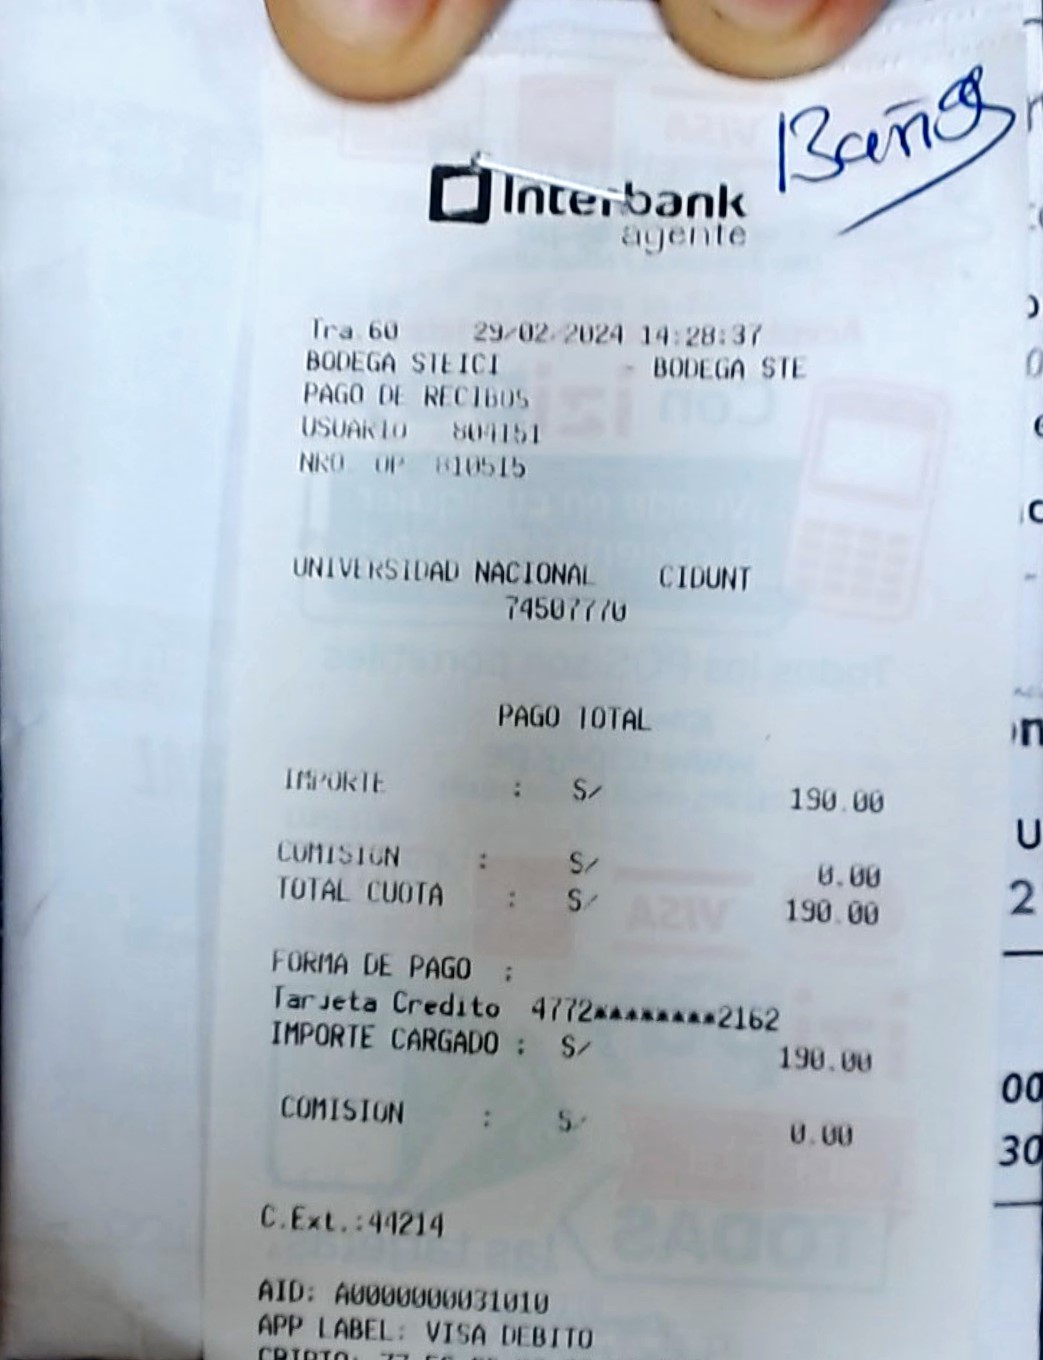 Baños
Interbank
agente
Tra.60 29/02/2024 14:28:37
BODEGA STEICI - BODEGA STE
PAGO DE RECIBOS
USUARIO 804151
NRO OP 810515
UNIVERSIDAD NACIONAL CIDUNT
74507770
PAGO TOTAL
IMPORTE : S/ 190.00
COMISION : S/ 0.00
TOTAL CUOTA : S/ 190.00
FORMA DE PAGO :
Tarjeta Credito 4772********2162
IMPORTE CARGADO : S/ 190.00
COMISION : S/ 0.00
C.Ext.:44214
AID: A0000000031010
APP LABEL: VISA DEBITO